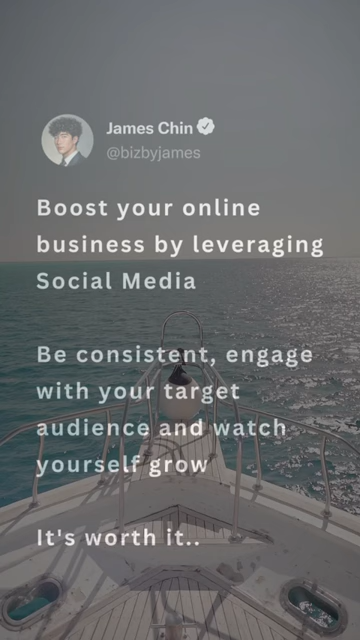 James Chin
@bizbyjames
Boost your online
business by leveraging
Social Media
Be consistent, engage
with your target
audience and watch
yourself grow
It's worth it..